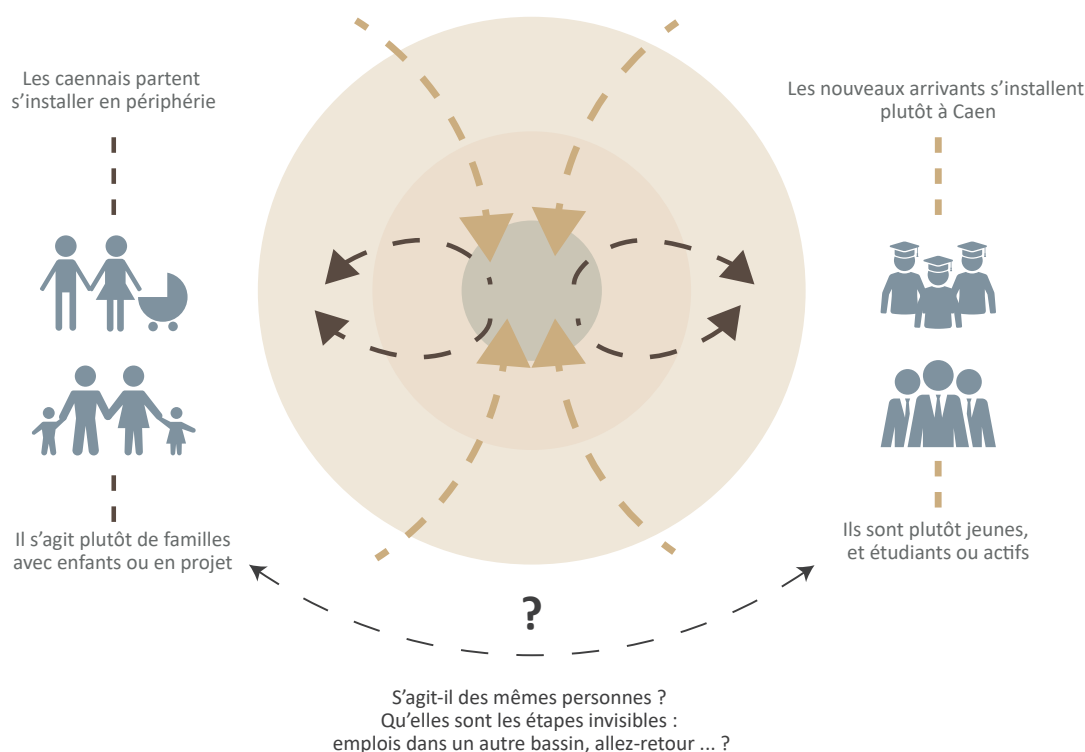 Les caennais partent
s'installer en périphérie
Les nouveaux arrivants s'installent
plutôt à Caen
Il s'agit plutôt de familles
avec enfants ou en projet
Ils sont plutôt jeunes,
et étudiants ou actifs
?
S'agit-il des mêmes personnes ?
Qu'elles sont les étapes invisibles :
emplois dans un autre bassin, allez-retour ... ?